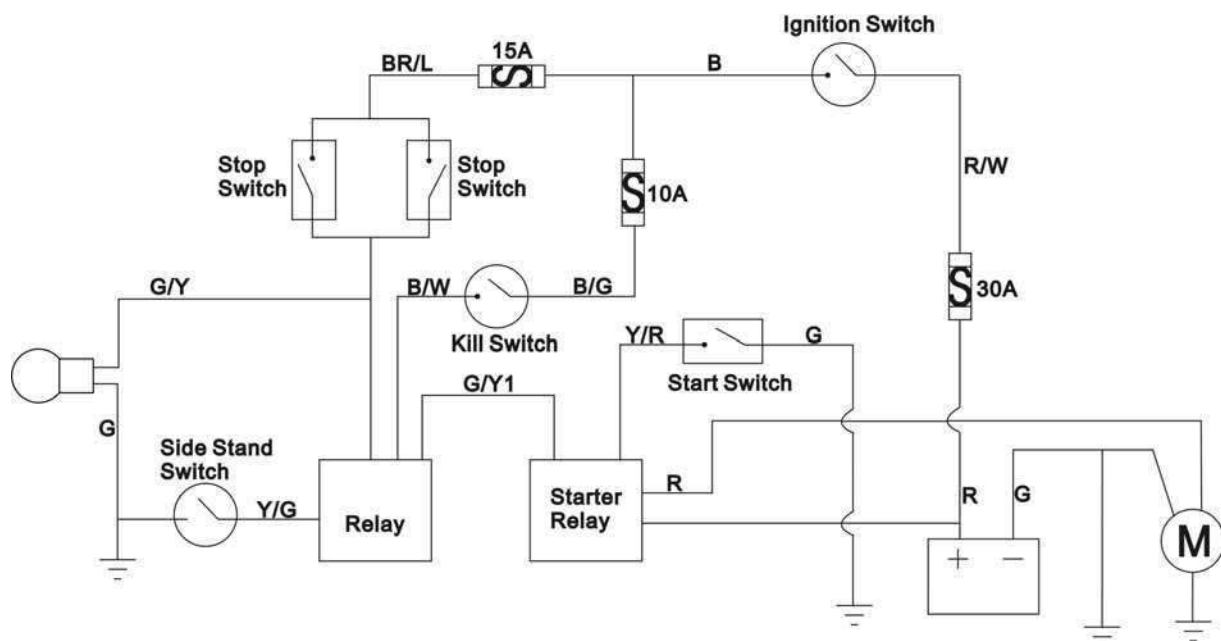 Ignition Switch
15A
BR/L
B
Stop
Switch
Stop
Switch
10A
R/W
G/Y
B/W
B/G
30A
Kill Switch
Y/R
G
Start Switch
G/Y1
G
Side Stand
Switch
Y/G
Relay
Starter
Relay
R
R
G
+
−
M